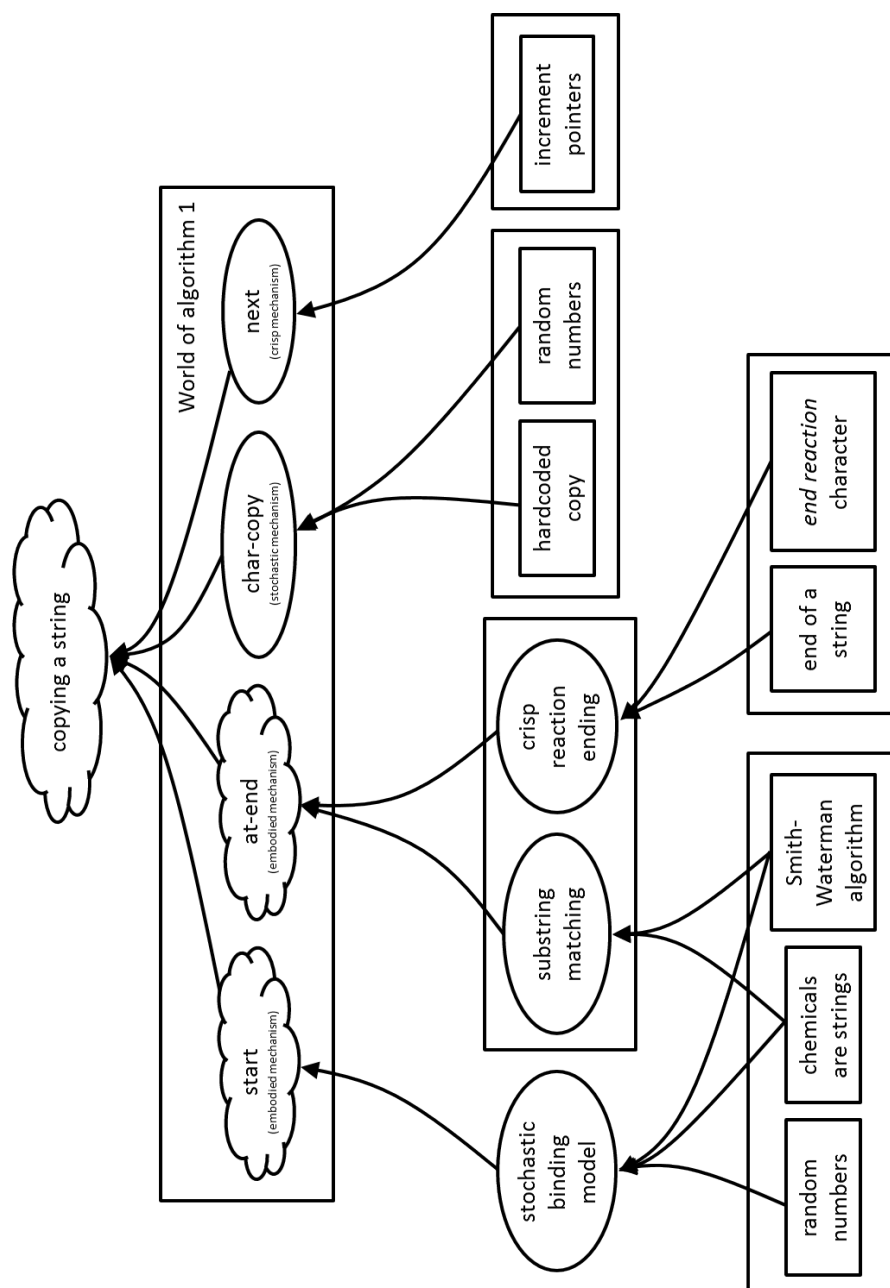 copying a string
World of algorithm 1
start
(embodied mechanism)
at-end
(embodied mechanism)
char-copy
(stochastic mechanism)
next
(crisp mechanism)
stochastic
binding
model
substring
matching
crisp
reaction
ending
hardcoded
copy
random
numbers
increment
pointers
random
numbers
chemicals
are strings
Smith-
Waterman
algorithm
end of a
string
end reaction
character